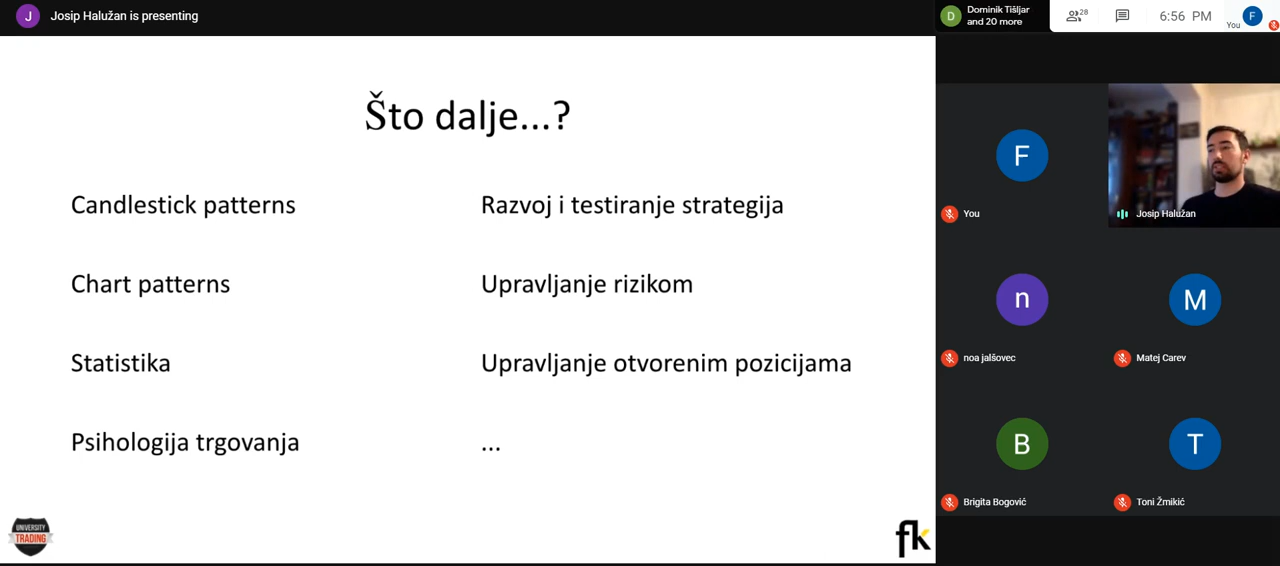 J
Josip Halužan is presenting
D
Dominik Tišljar
and 20 more
28
6:56 PM
You
F
Što dalje...?
Candlestick patterns
Razvoj i testiranje strategija
Chart patterns
Upravljanje rizikom
Statistika
Upravljanje otvorenim pozicijama
Psihologija trgovanja
...
UNIVERSITY
TRADING
fk
F
You
Josip Halužan
n
noa jalšovec
M
Matej Carev
B
Brigita Bogović
T
Toni Žmikić